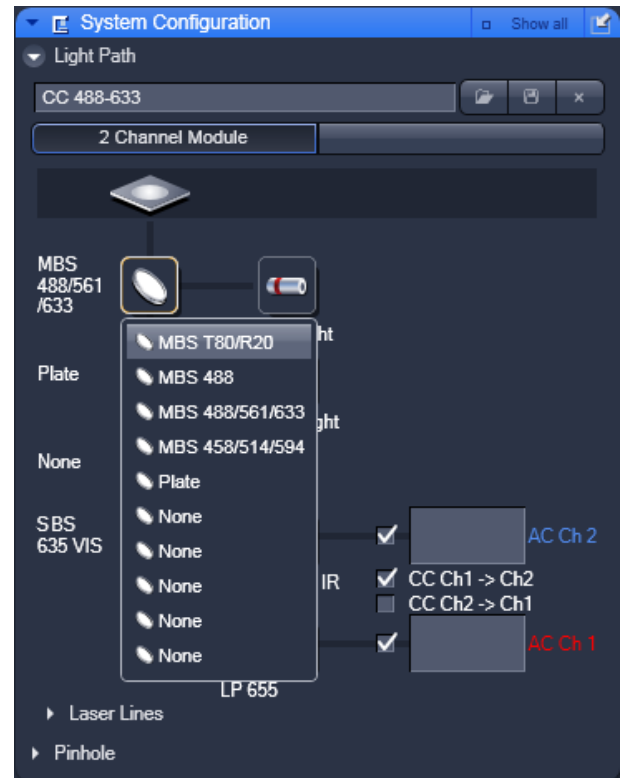 System Configuration
Show all
Light Path
CC 488-633
2 Channel Module
MBS
488/561
/633
MBS T80/R20
ht
Plate
MBS 488
MBS 488/561/633
ght
MBS 458/514/594
None
Plate
None
SBS
635 VIS
None
AC Ch 2
None
IR
CC Ch1 -> Ch2
CC Ch2 -> Ch1
None
None
AC Ch 1
LP 655
Laser Lines
Pinhole